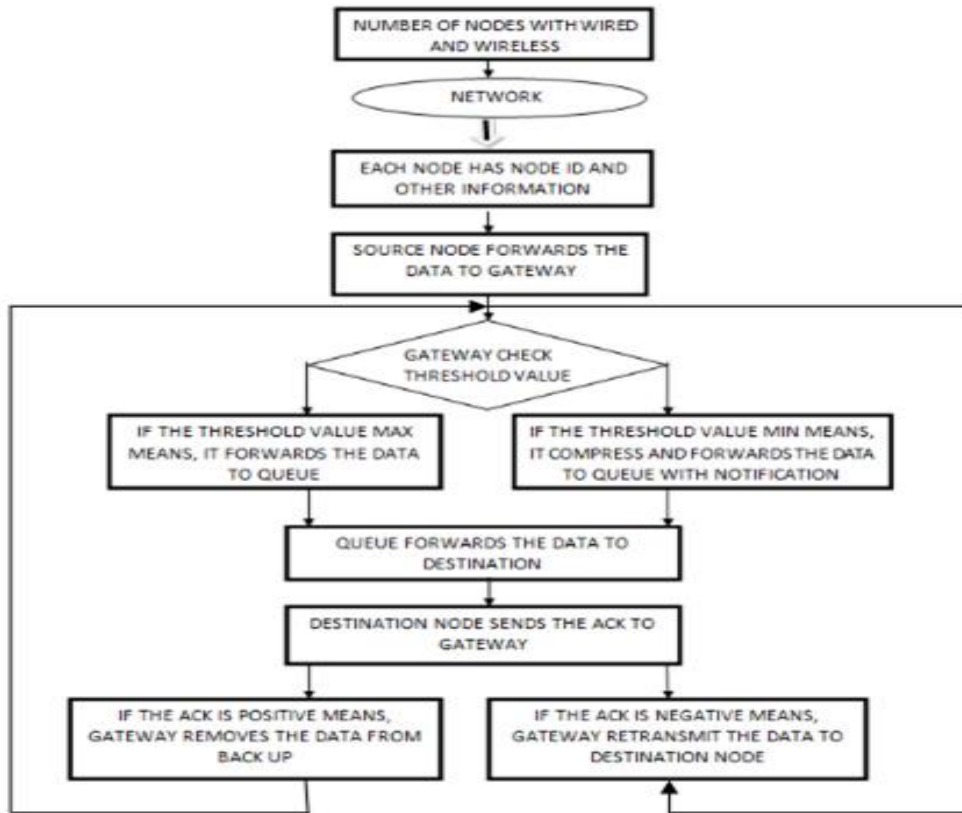 NUMBER OF NODES WITH WIRED
AND WIRELESS
NETWORK
EACH NODE HAS NODE ID AND
OTHER INFORMATION
SOURCE NODE FORWARDS THE
DATA TO GATEWAY
GATEWAY CHECK
THRESHOLD VALUE
IF THE THRESHOLD VALUE MAX
MEANS, IT FORWARDS THE DATA
TO QUEUE
IF THE THRESHOLD VALUE MIN MEANS,
IT COMPRESS AND FORWARDS THE DATA
TO QUEUE WITH NOTIFICATION
QUEUE FORWARDS THE DATA TO
DESTINATION
DESTINATION NODE SENDS THE ACK TO
GATEWAY
IF THE ACK IS POSITIVE MEANS,
GATEWAY REMOVES THE DATA FROM
BACK UP
IF THE ACK IS NEGATIVE MEANS,
GATEWAY RETRANSMIT THE DATA TO
DESTINATION NODE